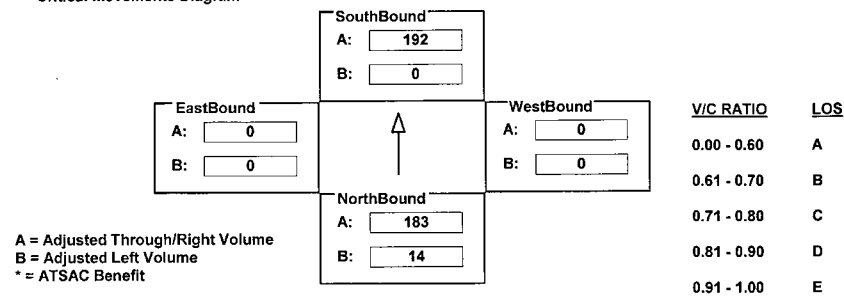 Critical Movements Diagram
SouthBound
A: 192
B: 0
EastBound
A: 0
B: 0
WestBound
A: 0
B: 0
NorthBound
A: 183
B: 14
A = Adjusted Through/Right Volume
B = Adjusted Left Volume
* = ATSAC Benefit
V/C RATIO LOS
0.00 - 0.60 A
0.61 - 0.70 B
0.71 - 0.80 C
0.81 - 0.90 D
0.91 - 1.00 E